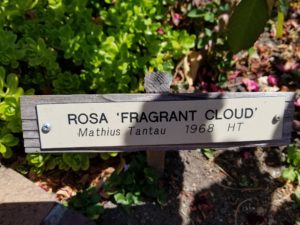 ROSA 'FRAGRANT CLOUD'
Mathius Tantau 1968 HT